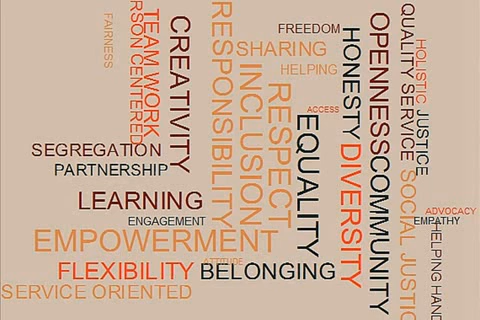 FAIRNESS
RSON CENTERED
TEAM WORK
CREATIVITY
RESPONSIBILITY
SHARING
FREEDOM
HELPING
INCLUSION
RESPECT
ACCESS
EQUALITY
HONESTY
DIVERSITY
OPENNESS
COMMUNITY
QUALITY SERVICE
HOLISTIC
JUSTICE
SOCIAL JUSTIC
SEGREGATION
PARTNERSHIP
LEARNING
ENGAGEMENT
ADVOCACY
EMPATHY
HELPING HAND
EMPOWERMENT
ATTITUDE
FLEXIBILITY
BELONGING
SERVICE ORIENTED